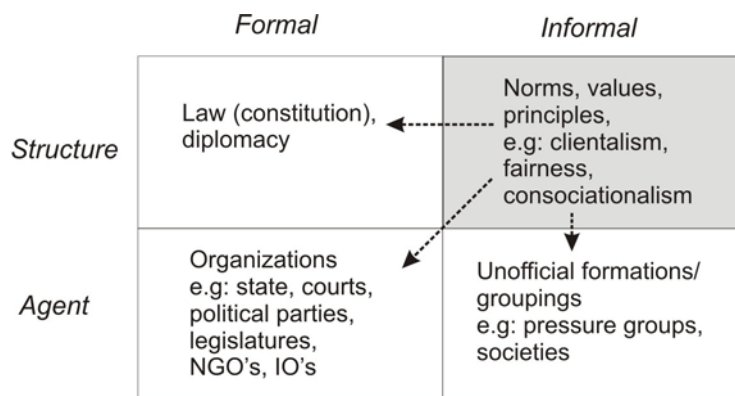 Formal
Informal
Structure
Law (constitution),
diplomacy
Norms, values,
principles,
e.g: clientalism,
fairness,
consociationalism
Agent
Organizations
e.g: state, courts,
political parties,
legislatures,
NGO's, IO's
Unofficial formations/
groupings
e.g: pressure groups,
societies